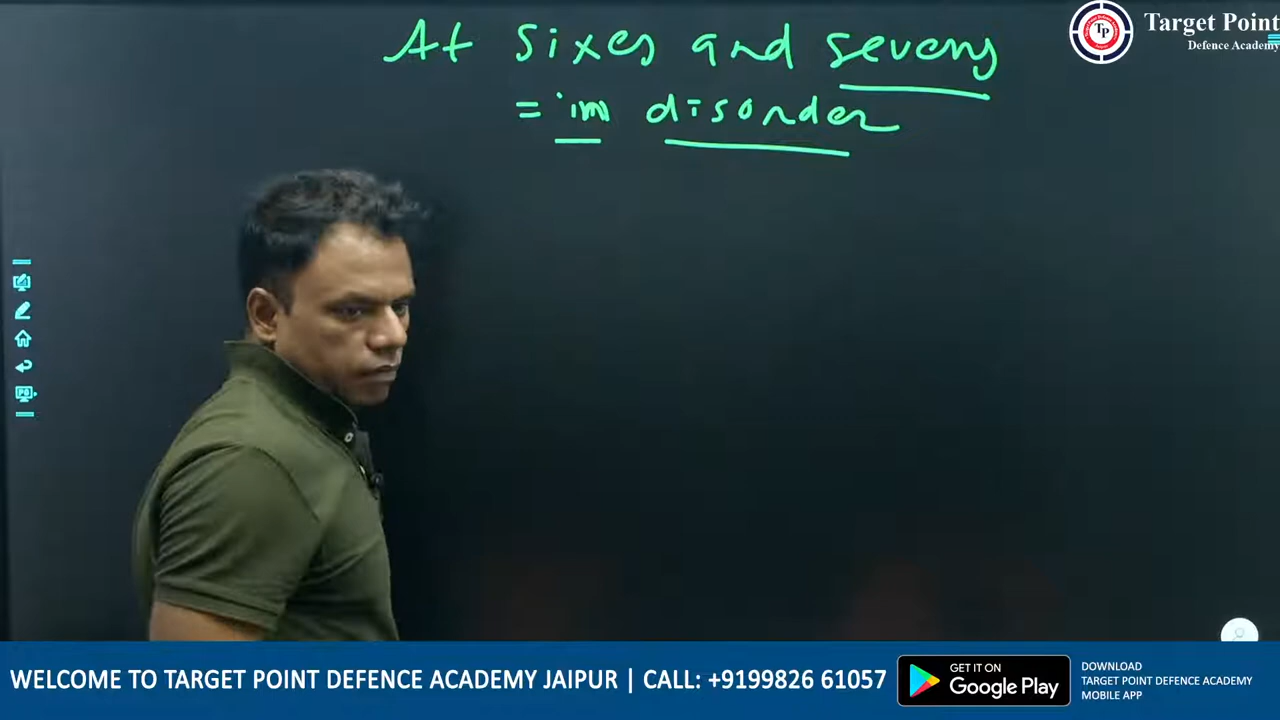 At sixes and sevens
= in disorder
Target Point
Defence Academy
TP
WELCOME TO TARGET POINT DEFENCE ACADEMY JAIPUR | CALL: +9199826 61057
GET IT ON
Google Play
DOWNLOAD
TARGET POINT DEFENCE ACADEMY
MOBILE APP